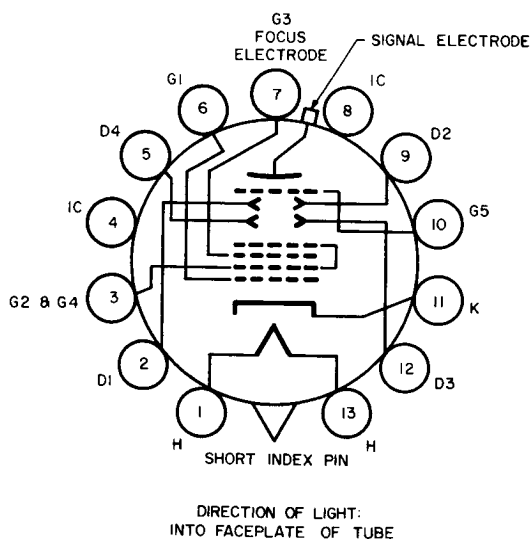 G3
FOCUS
ELECTRODE
SIGNAL ELECTRODE
G1
IC
6
7
8
D4
D2
5
9
IC
4
10
G5
G2 & G4
3
11
K
2
12
D1
D3
1
13
H
H
SHORT INDEX PIN
DIRECTION OF LIGHT:
INTO FACEPLATE OF TUBE